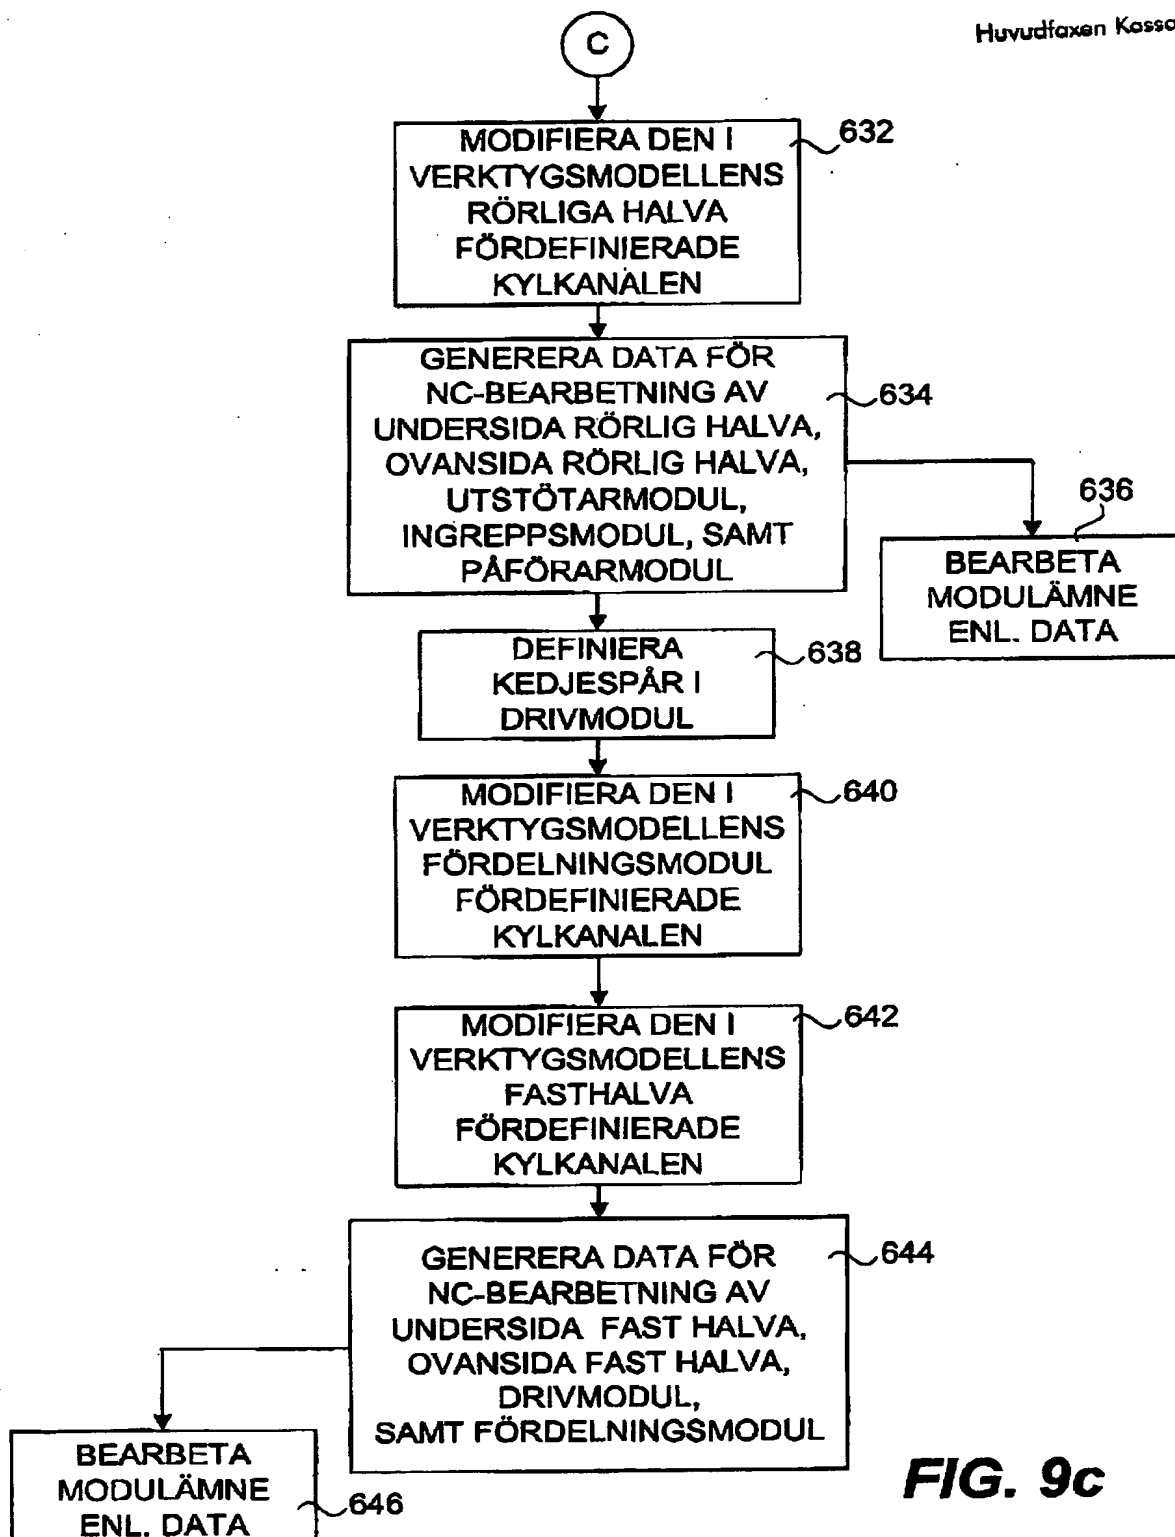 Huvudfaxen Kassa
C
MODIFIERA DEN I
VERKTYGSMODELLENS
RÖRLIGA HALVA
FÖRDEFINIERADE
KYLKANALEN
632
GENERERA DATA FÖR
NC-BEARBETNING AV
UNDERSIDA RÖRLIG HALVA,
OVANSIDA RÖRLIG HALVA,
UTSTÖTARMODUL,
INGREPPSMODUL, SAMT
PÅFÖRARMODUL
634
636
BEARBETA
MODULÄMNE
ENL. DATA
DEFINIERA
KEDJESPÅR I
DRIVMODUL
638
MODIFIERA DEN I
VERKTYGSMODELLENS
FÖRDELNINGSMODUL
FÖRDEFINIERADE
KYLKANALEN
640
MODIFIERA DEN I
VERKTYGSMODELLENS
FASTHALVA
FÖRDEFINIERADE
KYLKANALEN
642
GENERERA DATA FÖR
NC-BEARBETNING AV
UNDERSIDA FAST HALVA,
OVANSIDA FAST HALVA,
DRIVMODUL,
SAMT FÖRDELNINGSMODUL
644
BEARBETA
MODULÄMNE
ENL. DATA
646
FIG. 9c